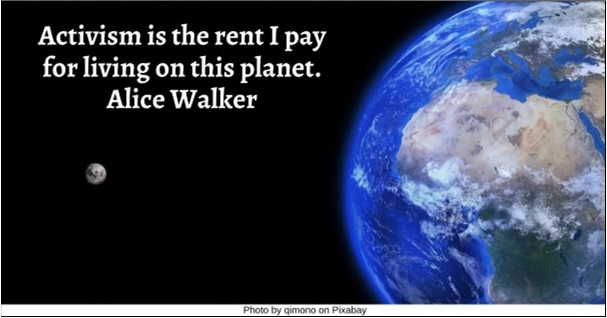 Activism is the rent I pay
for living on this planet.
Alice Walker
Photo by qimono on Pixabay